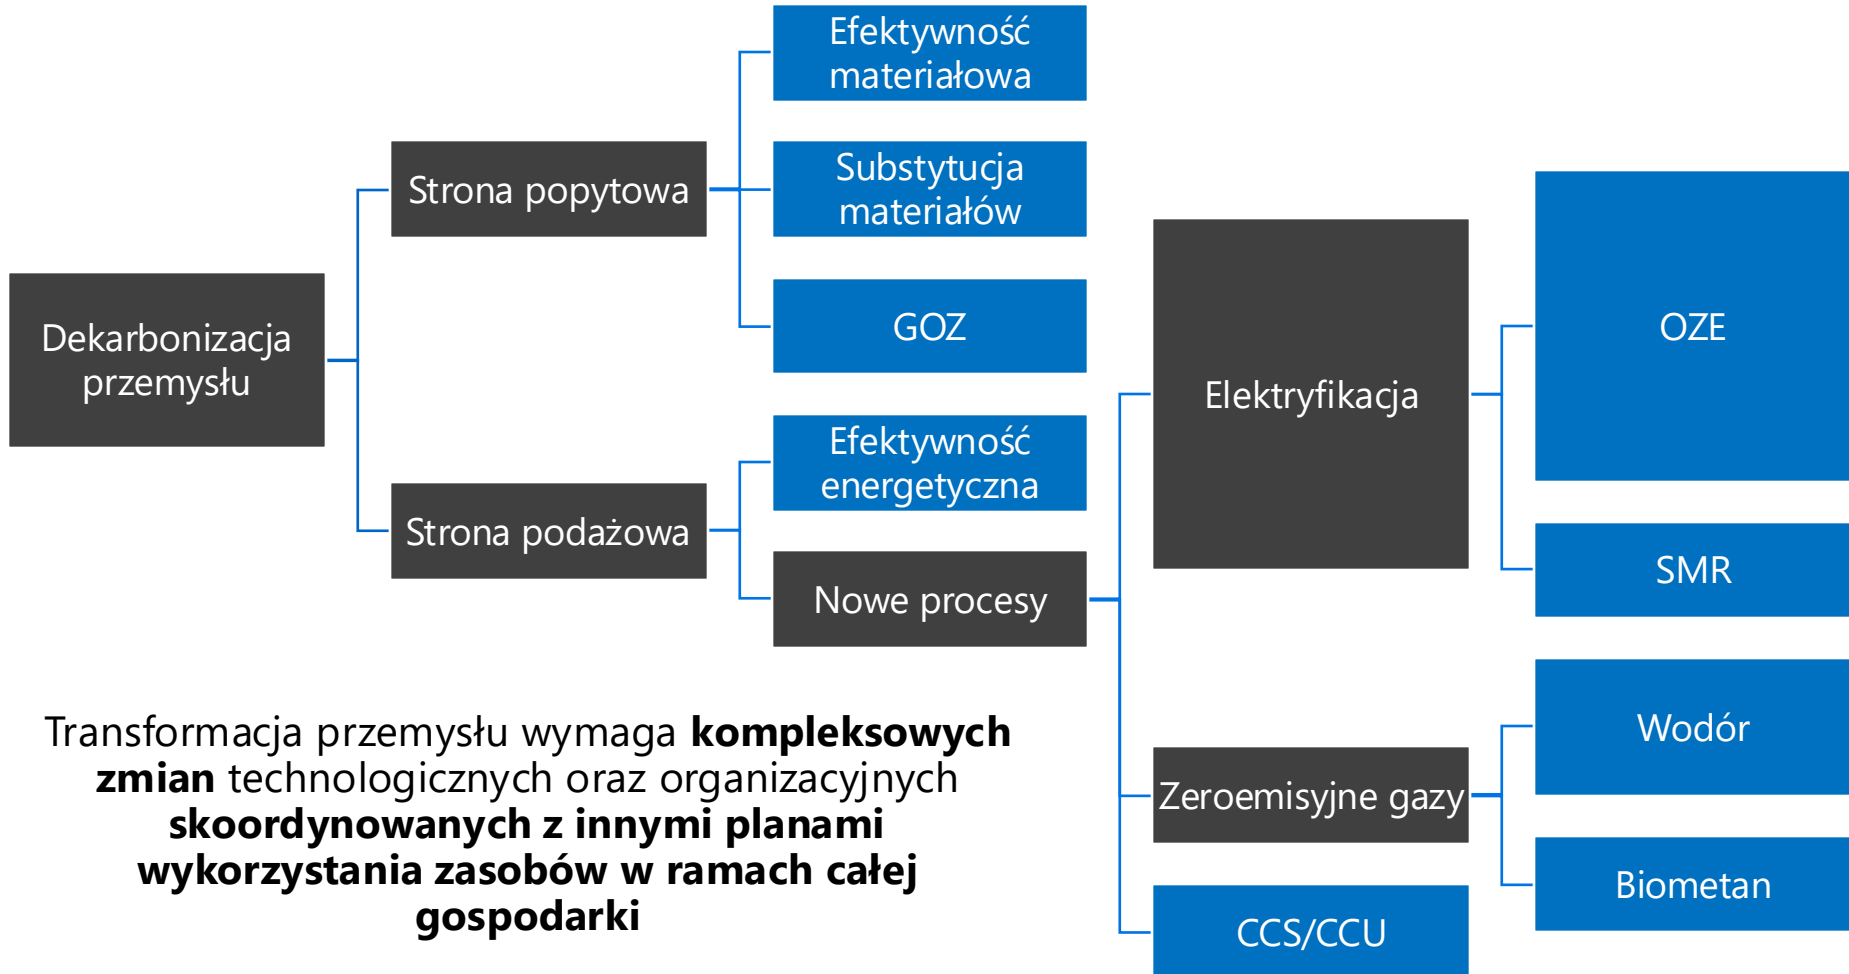 Dekarbonizacja
przemysłu
Strona popytowa
Efektywność
materiałowa
Substytucja
materiałów
GOZ
Strona podażowa
Efektywność
energetyczna
Nowe procesy
Elektryfikacja
OZE
SMR
Zeroemisyjne gazy
Wodór
Biometan
CCS/CCU
Transformacja przemysłu wymaga kompleksowych
zmian technologicznych oraz organizacyjnych
skoordynowanych z innymi planami
wykorzystania zasobów w ramach całej
gospodarki